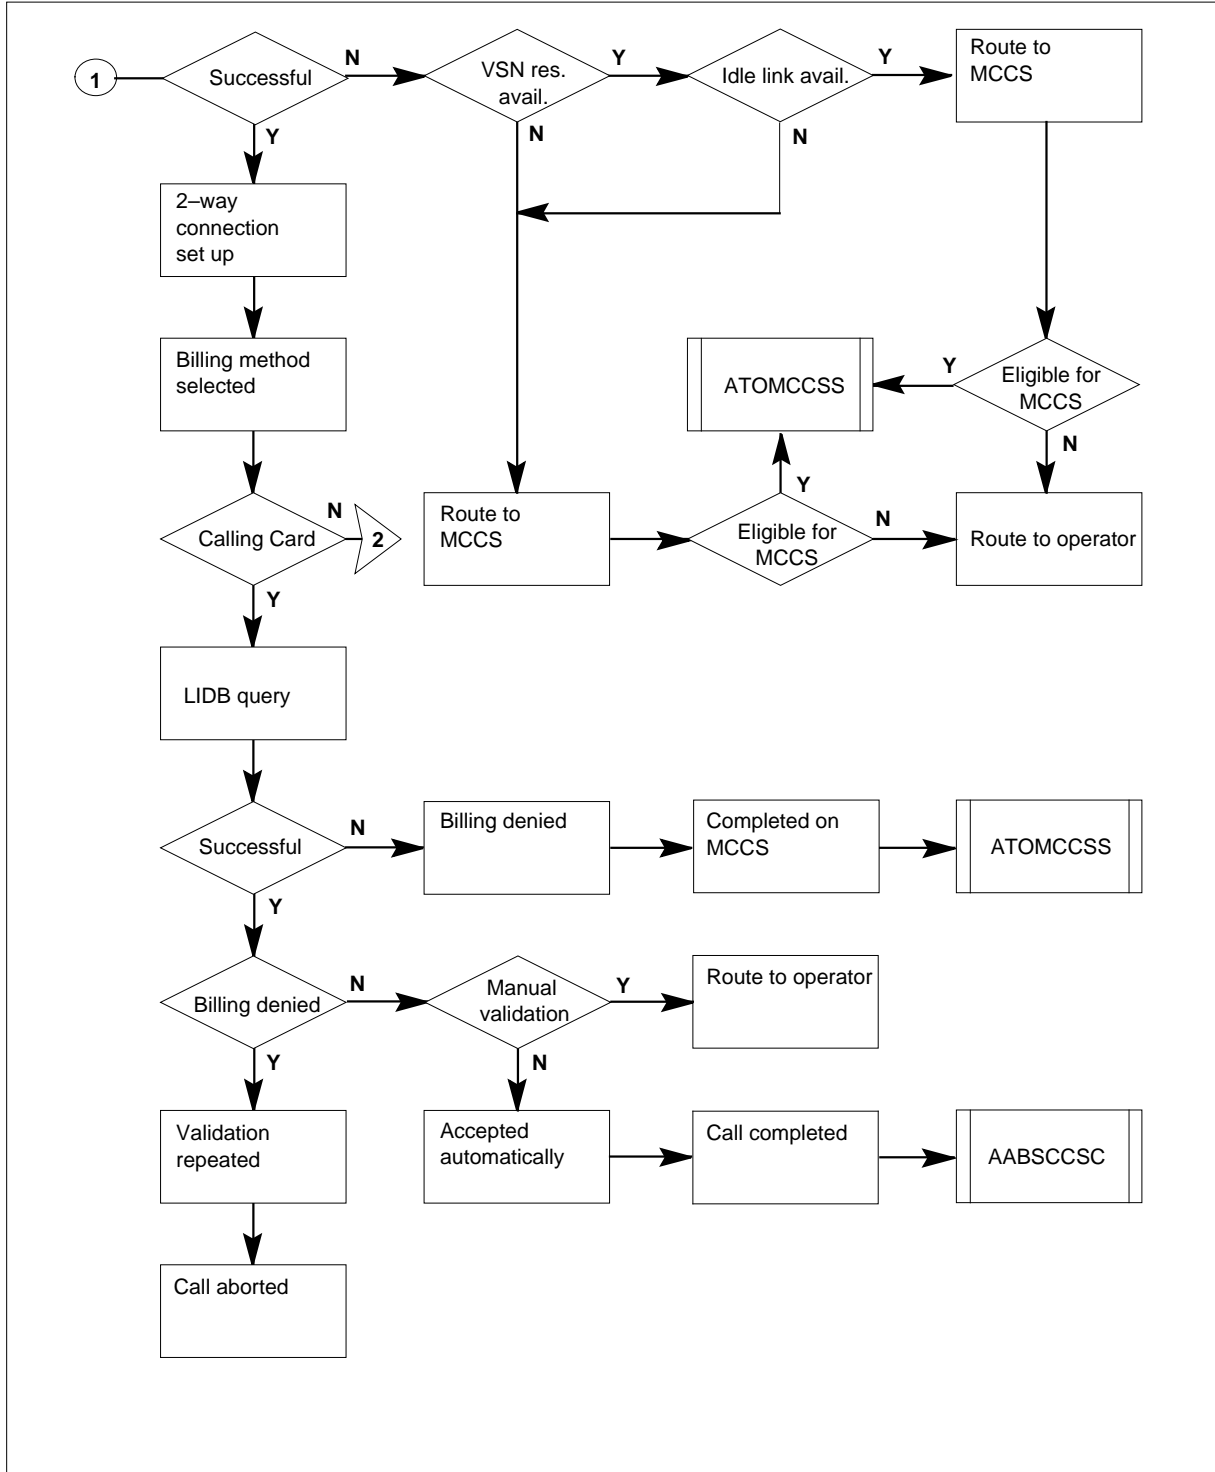 1
Successful
N
VSN res.
avail.
Y
Idle link avail.
Y
Route to
MCCS
Y
N
N
2–way
connection
set up
Billing method
selected
ATOMCCSS
Y
Eligible for
MCCS
N
Calling Card
N
2
Route to
MCCS
Y
Eligible for
MCCS
N
Route to operator
Y
LIDB query
Successful
N
Billing denied
Completed on
MCCS
ATOMCCSS
Y
Billing denied
N
Manual
validation
Y
Route to operator
Y
N
Validation
repeated
Accepted
automatically
Call completed
AABSCCSC
Call aborted